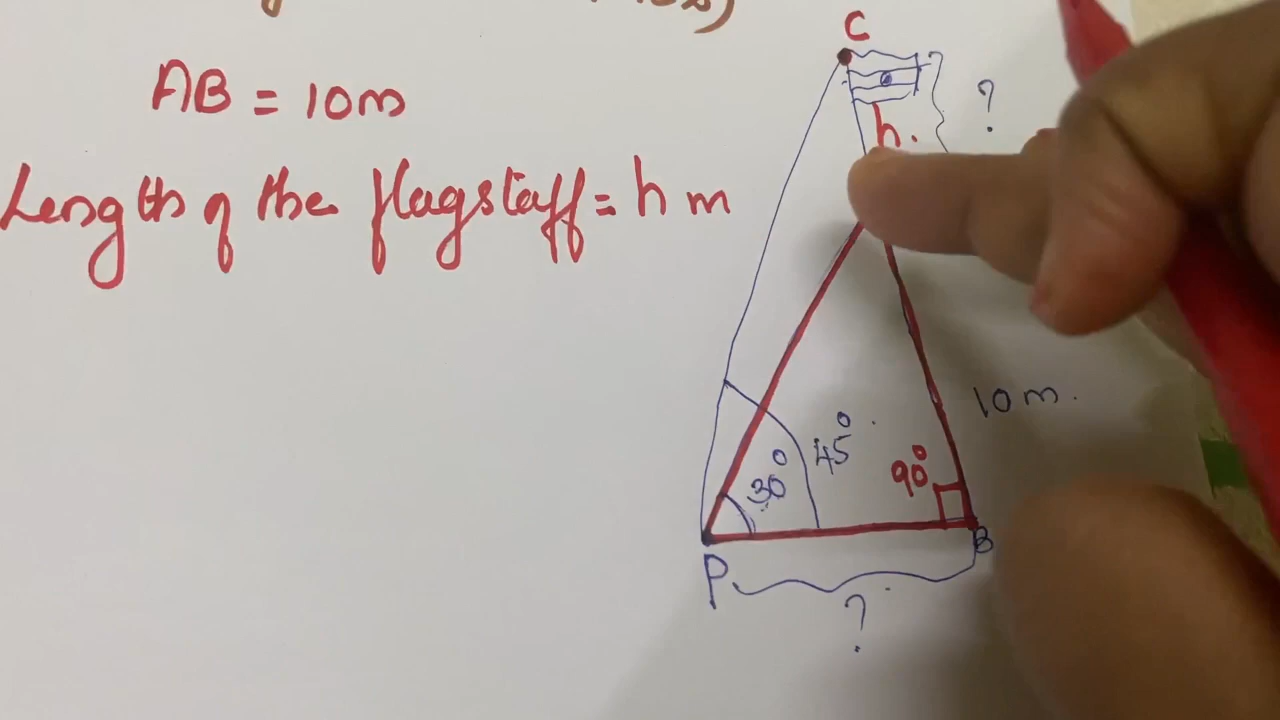 C
AB = 10m
?
h.
Length of the flagstaff = h m
10 m.
45°
90°
30°
B
P
?